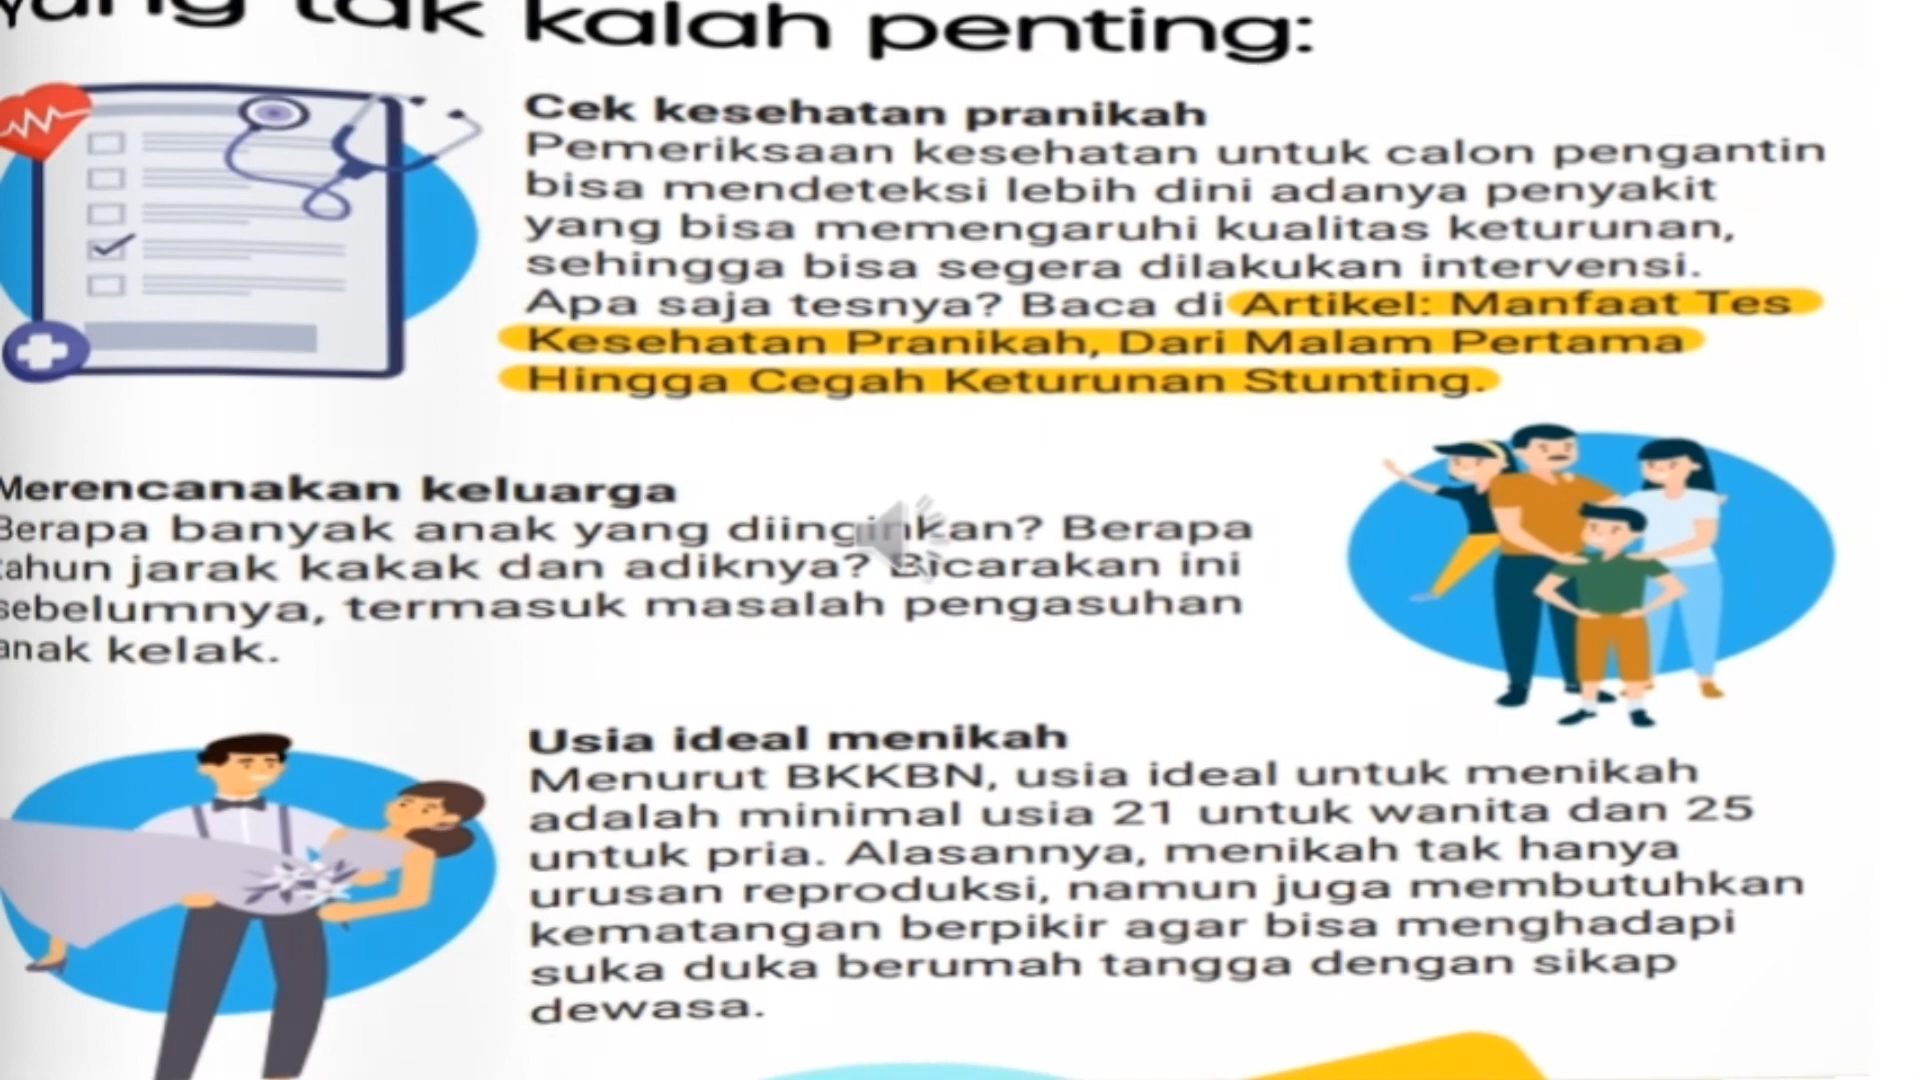 yang tak kalah penting:
Cek kesehatan pranikah
Pemeriksaan kesehatan untuk calon pengantin
bisa mendeteksi lebih dini adanya penyakit
yang bisa memengaruhi kualitas keturunan,
sehingga bisa segera dilakukan intervensi.
Apa saja tesnya? Baca di Artikel: Manfaat Tes
Kesehatan Pranikah, Dari Malam Pertama
Hingga Cegah Keturunan Stunting.
Merencanakan keluarga
Berapa banyak anak yang diinginkan? Berapa
tahun jarak kakak dan adiknya? Bicarakan ini
sebelumnya, termasuk masalah pengasuhan
anak kelak.
Usia ideal menikah
Menurut BKKBN, usia ideal untuk menikah
adalah minimal usia 21 untuk wanita dan 25
untuk pria. Alasannya, menikah tak hanya
urusan reproduksi, namun juga membutuhkan
kematangan berpikir agar bisa menghadapi
suka duka berumah tangga dengan sikap
dewasa.